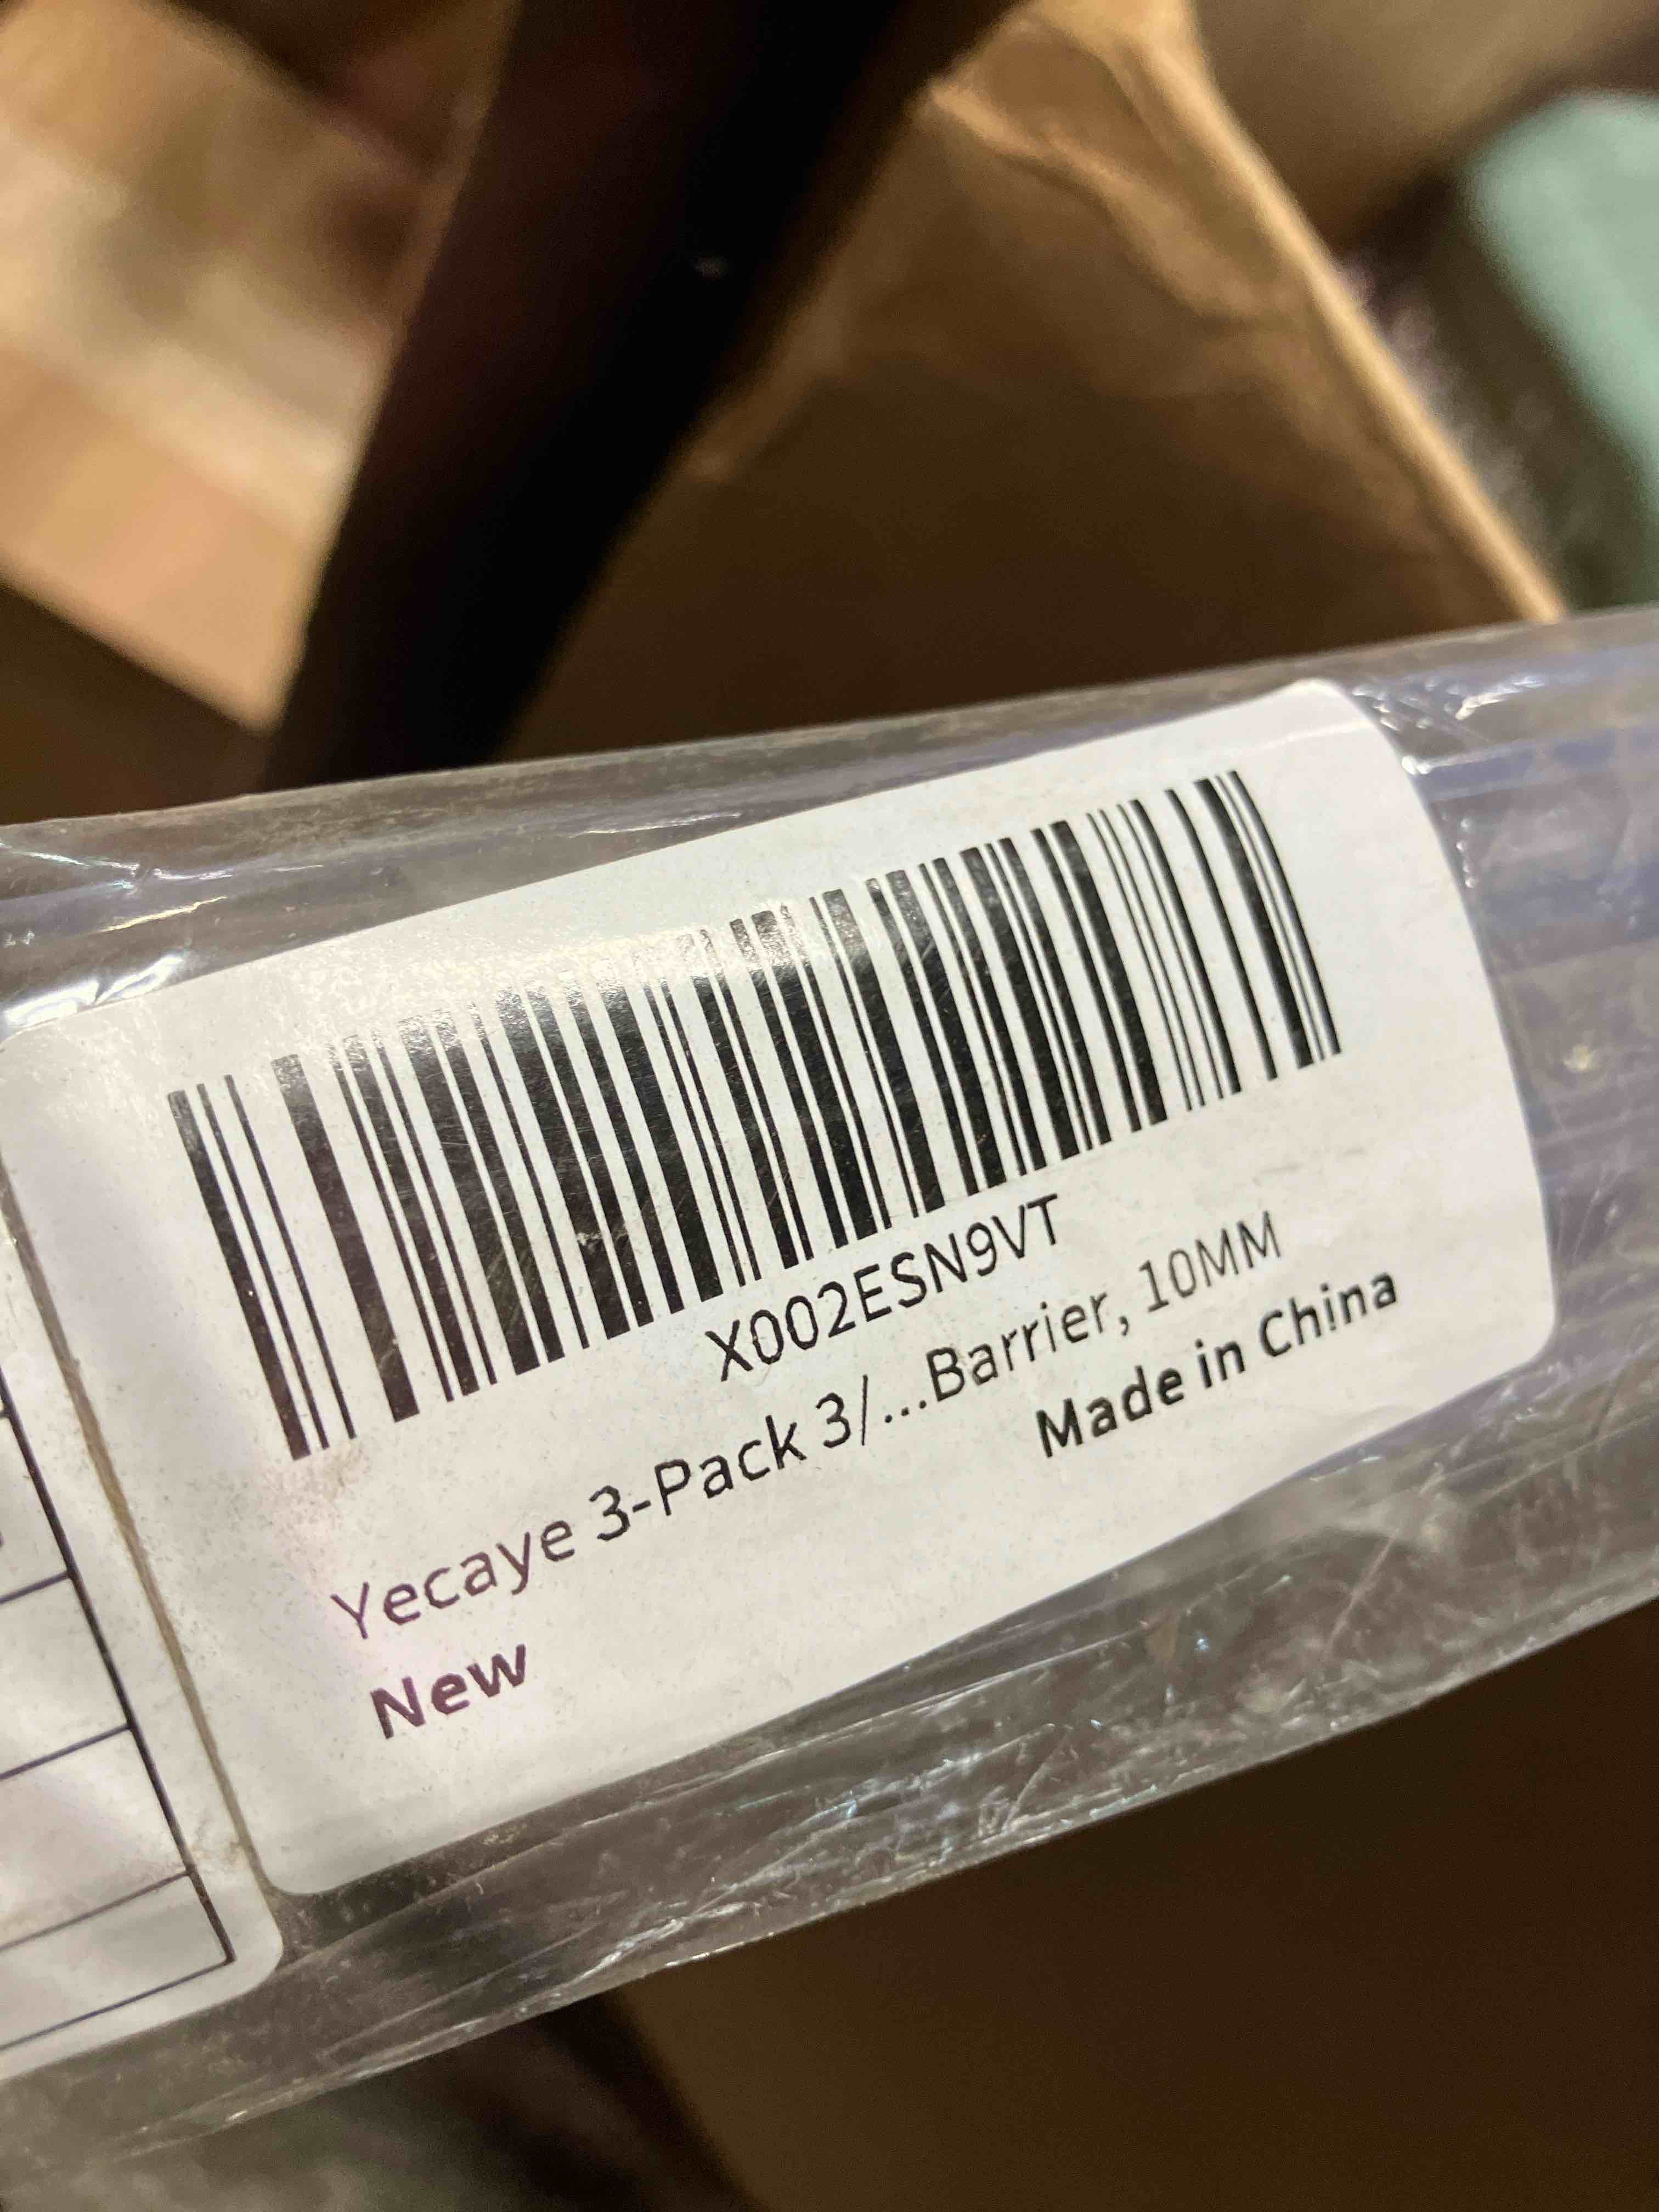 X002ESN9VT
Yecaye 3-Pack 3/...Barrier, 10MM
New
Made in China